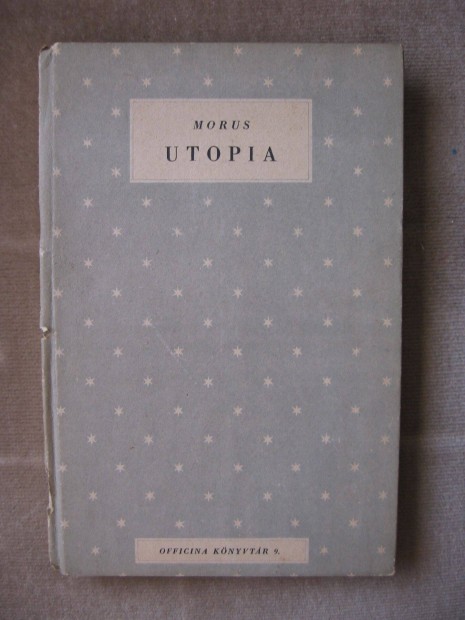 MORUS
UTOPIA
OFFICINA KÖNYVTÁR 9.